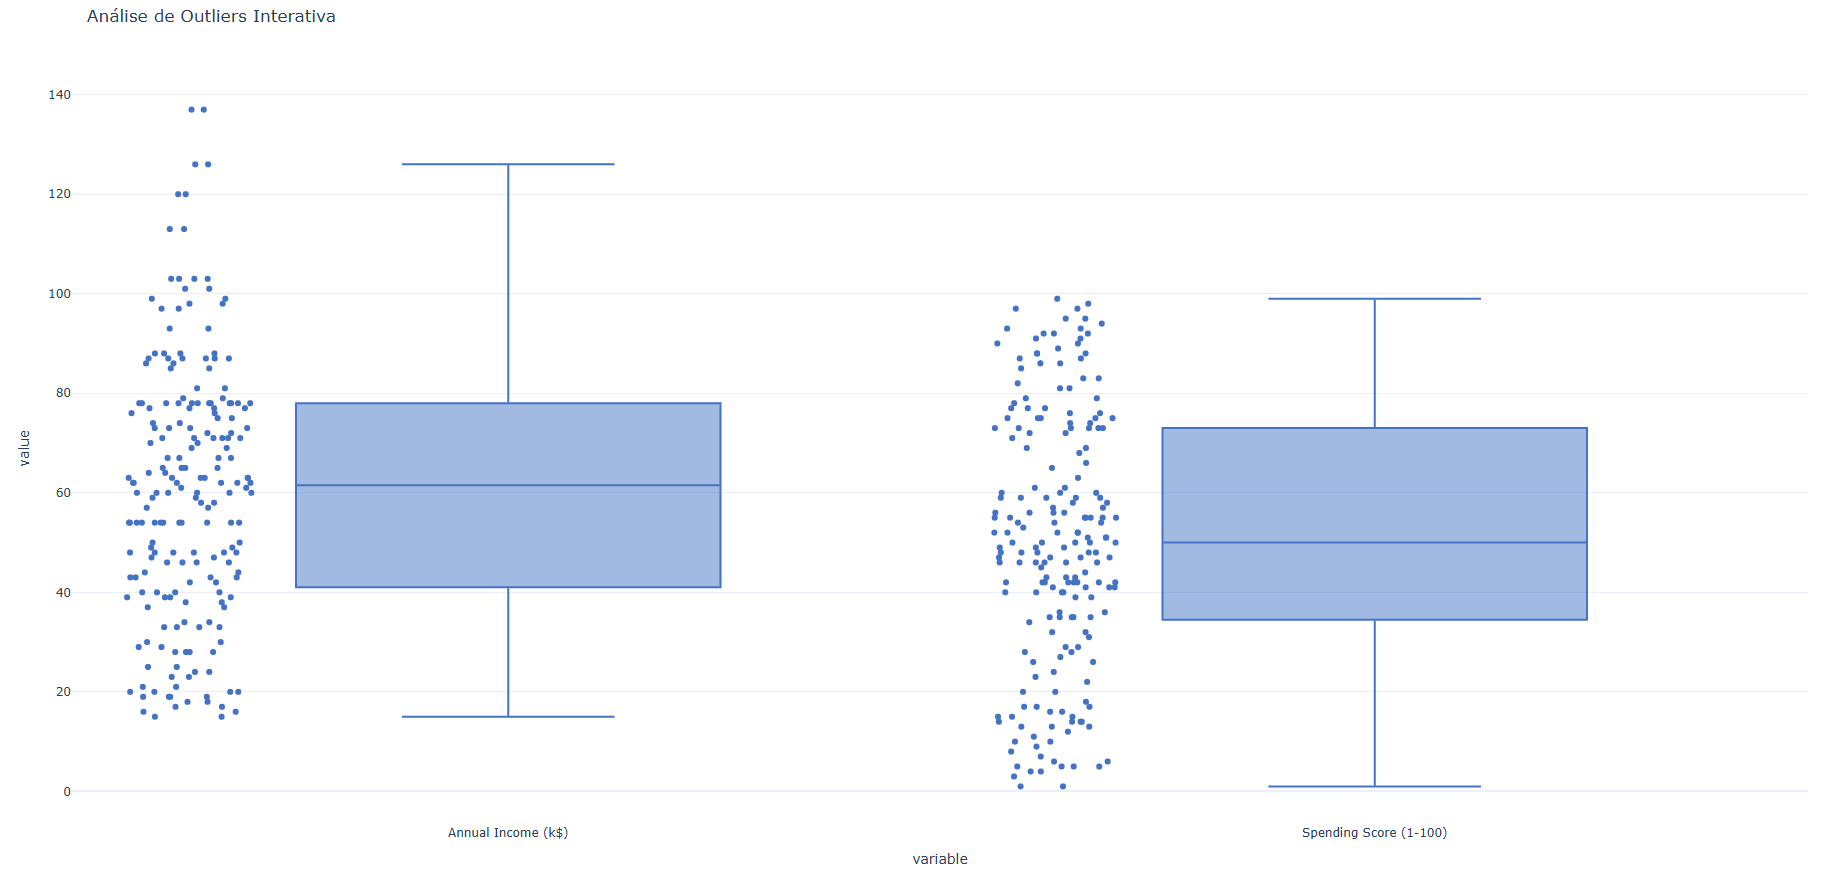 Análise de Outliers Interativa
140
120
100
80
60
40
20
0
value
Annual Income (k$)
Spending Score (1-100)
variable